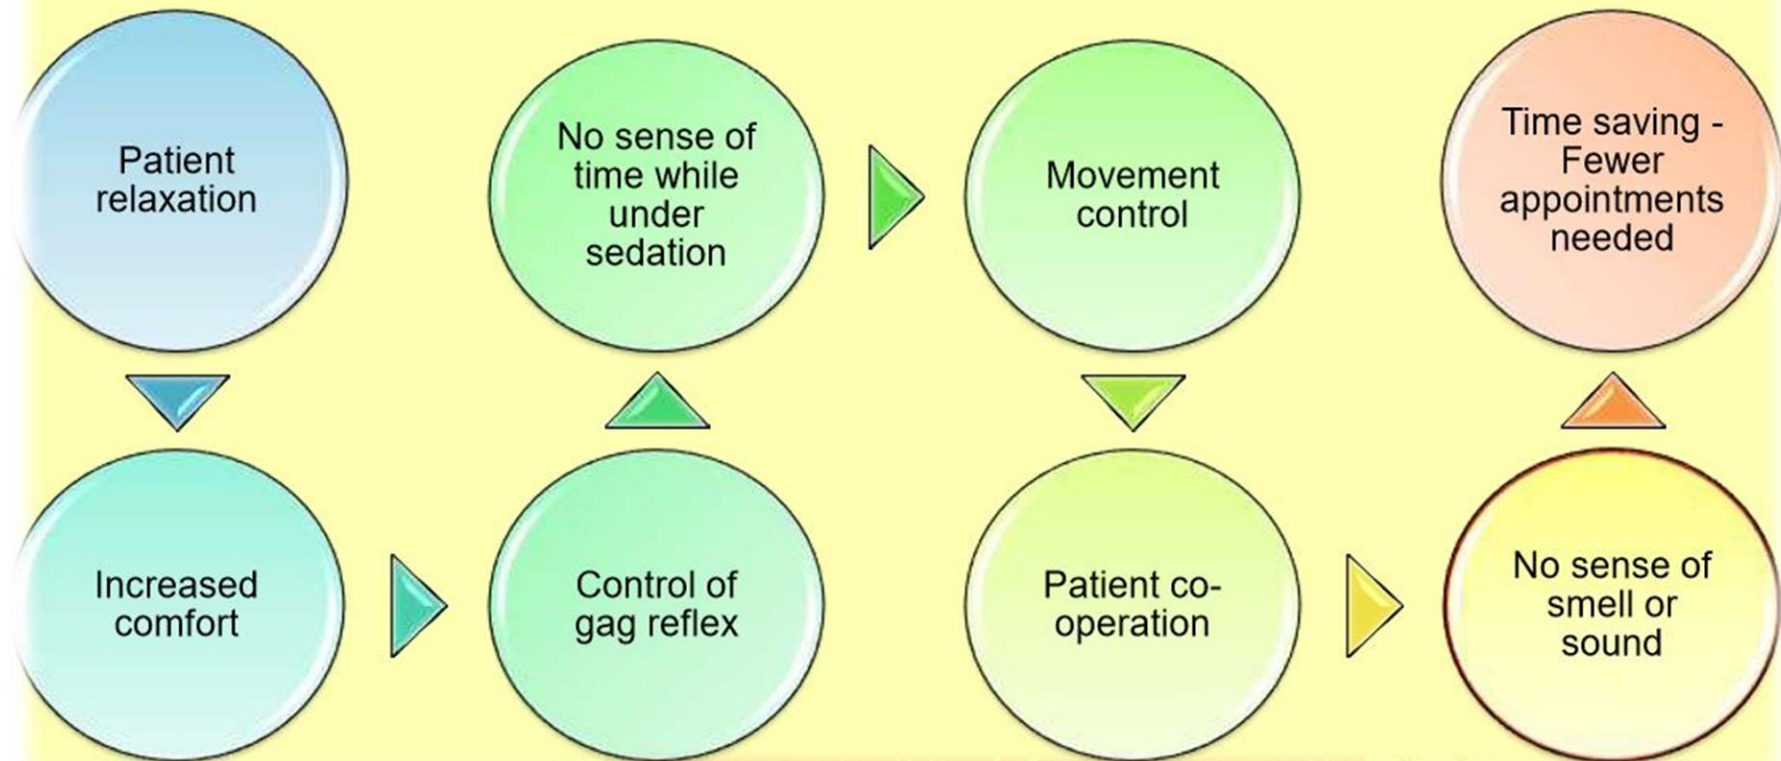 Patient
relaxation
Increased
comfort
Control of
gag reflex
No sense of
time while
under
sedation
Movement
control
Patient co-
operation
No sense of
smell or
sound
Time saving -
Fewer
appointments
needed